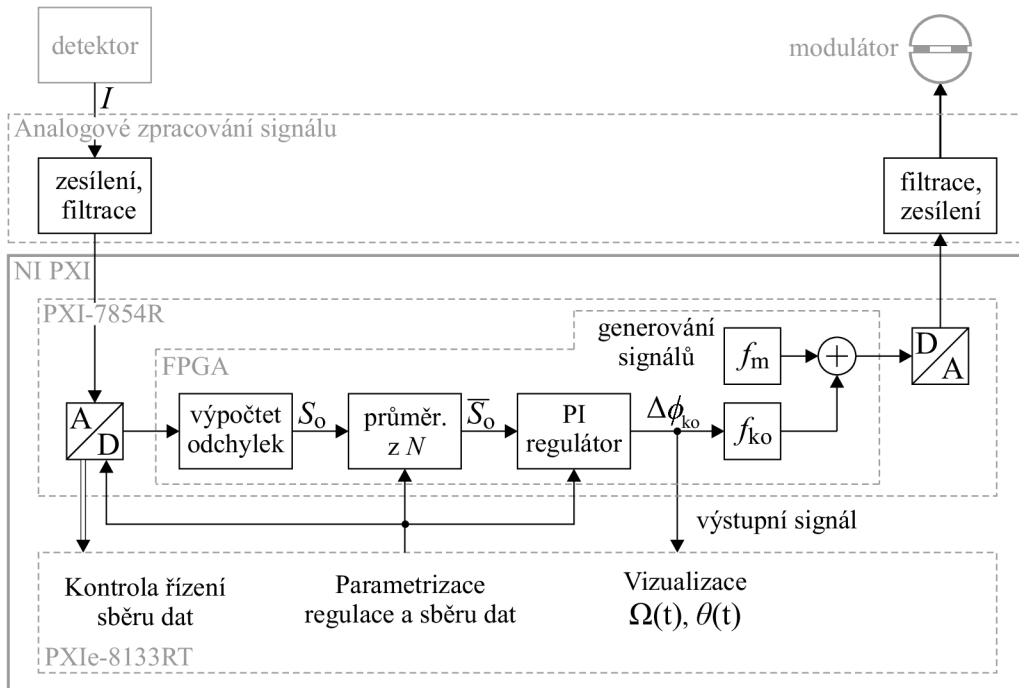 detektor
modulátor
I
Analogové zpracování signálu
zesílení,
filtrace
filtrace,
zesílení
NI PXI
PXI-7854R
generování
signálů
f_m
D
A
FPGA
A
D
výpočtet
odchylek
S_o
průměr.
z N
S̅_o
PI
regulátor
Δϕ_ko
f_ko
výstupní signál
Kontrola řízení
sběru dat
Parametrizace
regulace a sběru dat
Vizualizace
Ω(t), θ(t)
PXIe-8133RT